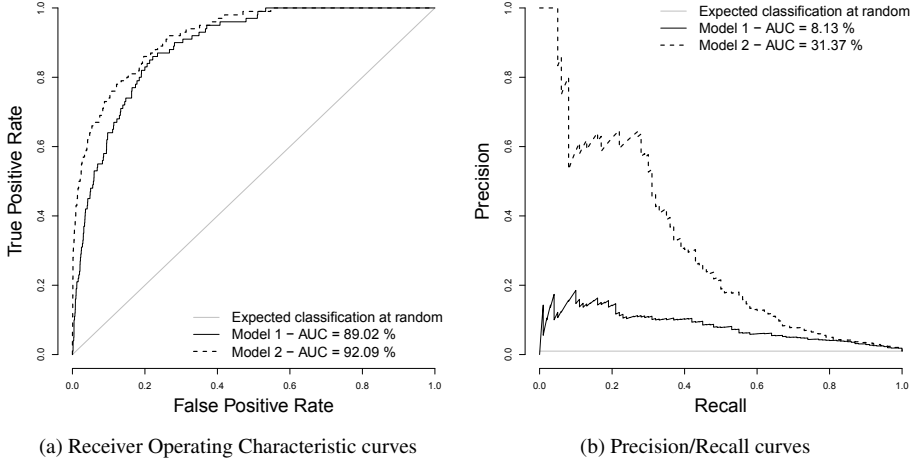 1.0
0.8
0.6
0.4
0.2
0.0
True Positive Rate
Expected classification at random
Model 1 − AUC = 89.02 %
Model 2 − AUC = 92.09 %
0.0 0.2 0.4 0.6 0.8 1.0
False Positive Rate
(a) Receiver Operating Characteristic curves
Expected classification at random
Model 1 − AUC = 8.13 %
Model 2 − AUC = 31.37 %
1.0
0.8
0.6
0.4
0.2
0.0
Precision
0.0 0.2 0.4 0.6 0.8 1.0
Recall
(b) Precision/Recall curves